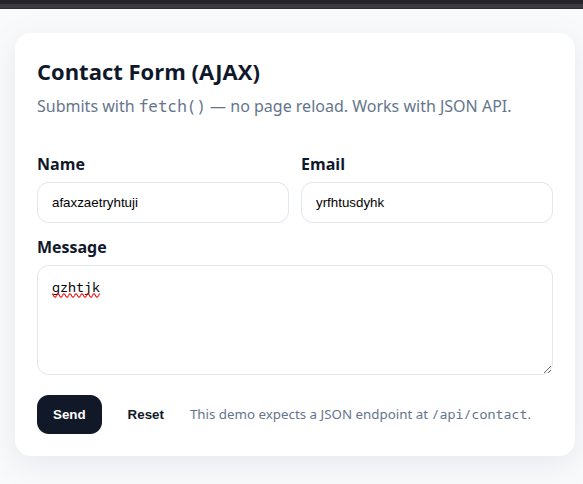 Contact Form (AJAX)
Submits with fetch() — no page reload. Works with JSON API.
Name
Email
afaxzaetryhtuji
yrfhtusdyhk
Message
gzhtjk
Send
Reset
This demo expects a JSON endpoint at /api/contact.